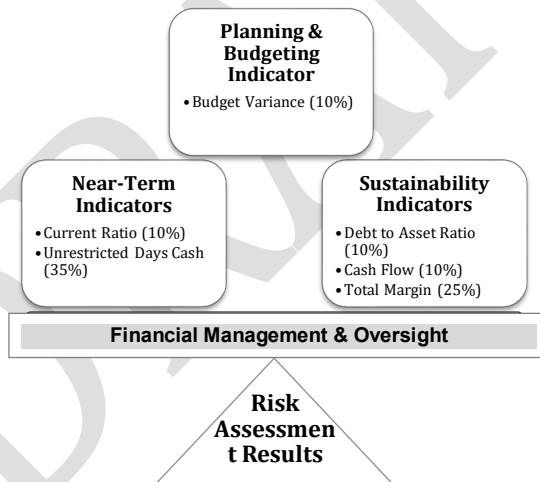 Planning &
Budgeting
Indicator
•Budget Variance (10%)
Near-Term
Indicators
•Current Ratio (10%)
•Unrestricted Days Cash
(35%)
Sustainability
Indicators
•Debt to Asset Ratio
(10%)
•Cash Flow (10%)
•Total Margin (25%)
Financial Management & Oversight
Risk
Assessmen
t Results